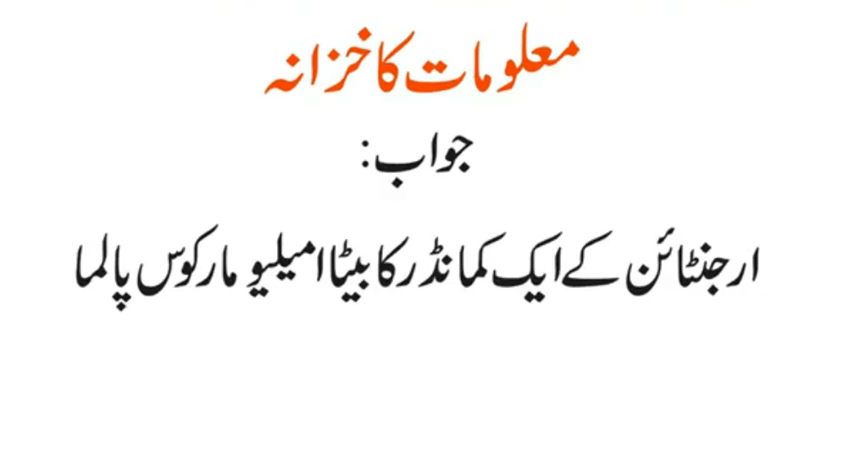 معلومات کا خزانہ
جواب:
ارجنٹائن کے ایک کمانڈر کا بیٹا امیلیو مارکوس پالما